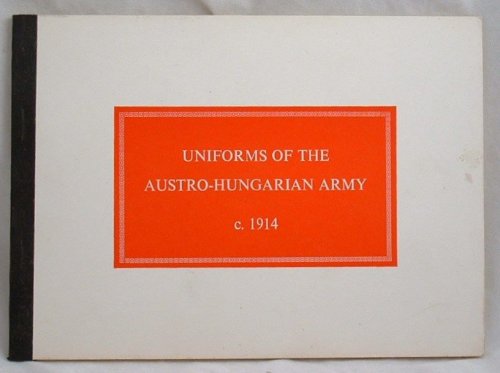 UNIFORMS OF THE
AUSTRO-HUNGARIAN ARMY
c. 1914